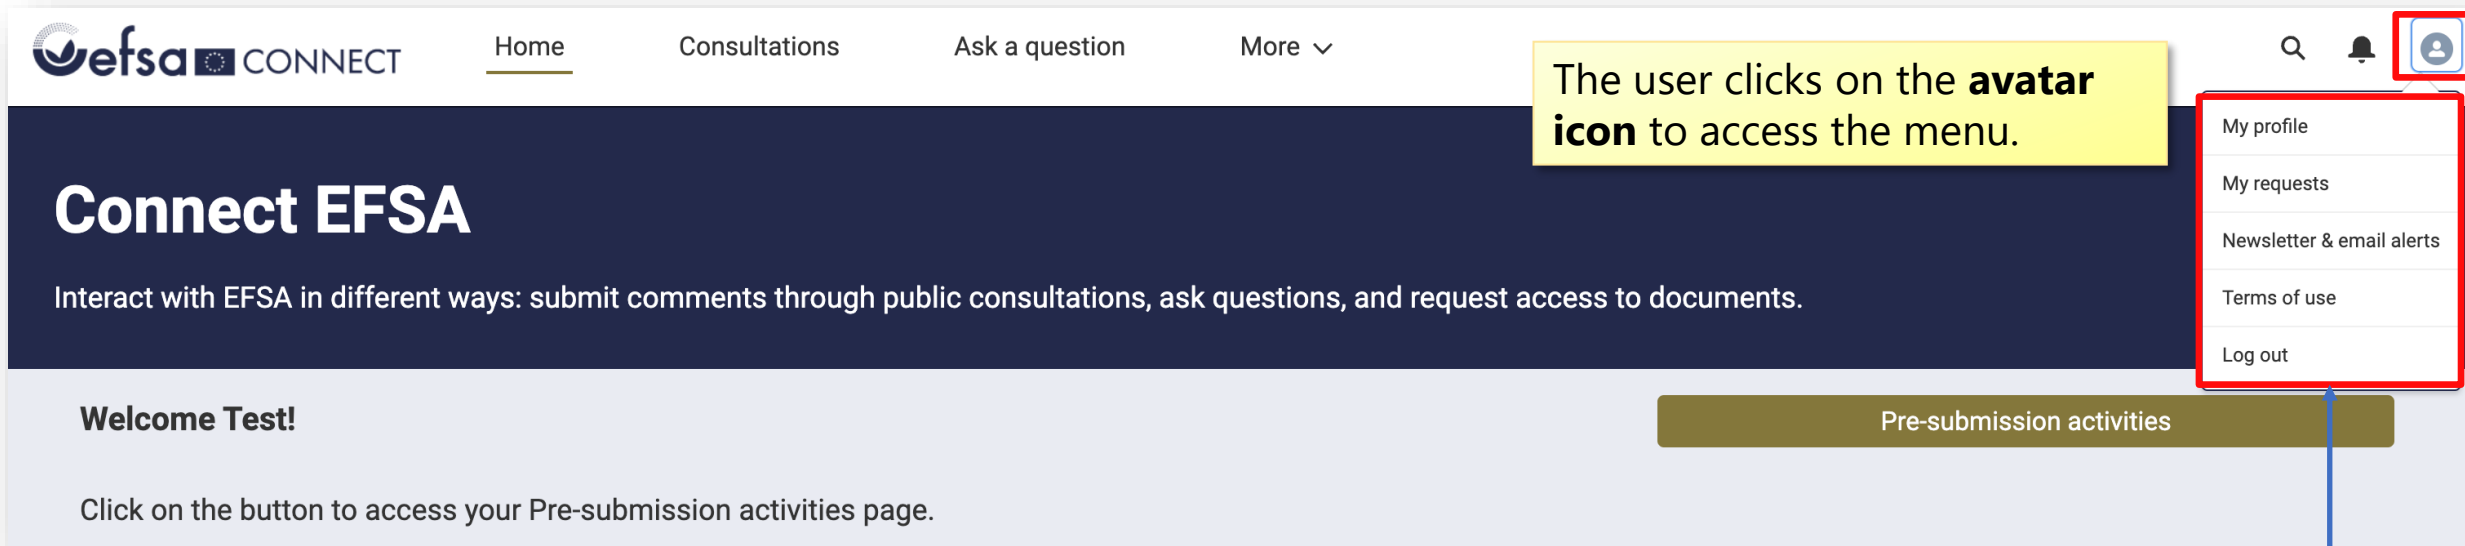 efsa CONNECT
Home
Consultations
Ask a question
More
The user clicks on the avatar
icon to access the menu.
My profile
My requests
Newsletter & email alerts
Terms of use
Log out
Connect EFSA
Interact with EFSA in different ways: submit comments through public consultations, ask questions, and request access to documents.
Welcome Test!
Pre-submission activities
Click on the button to access your Pre-submission activities page.